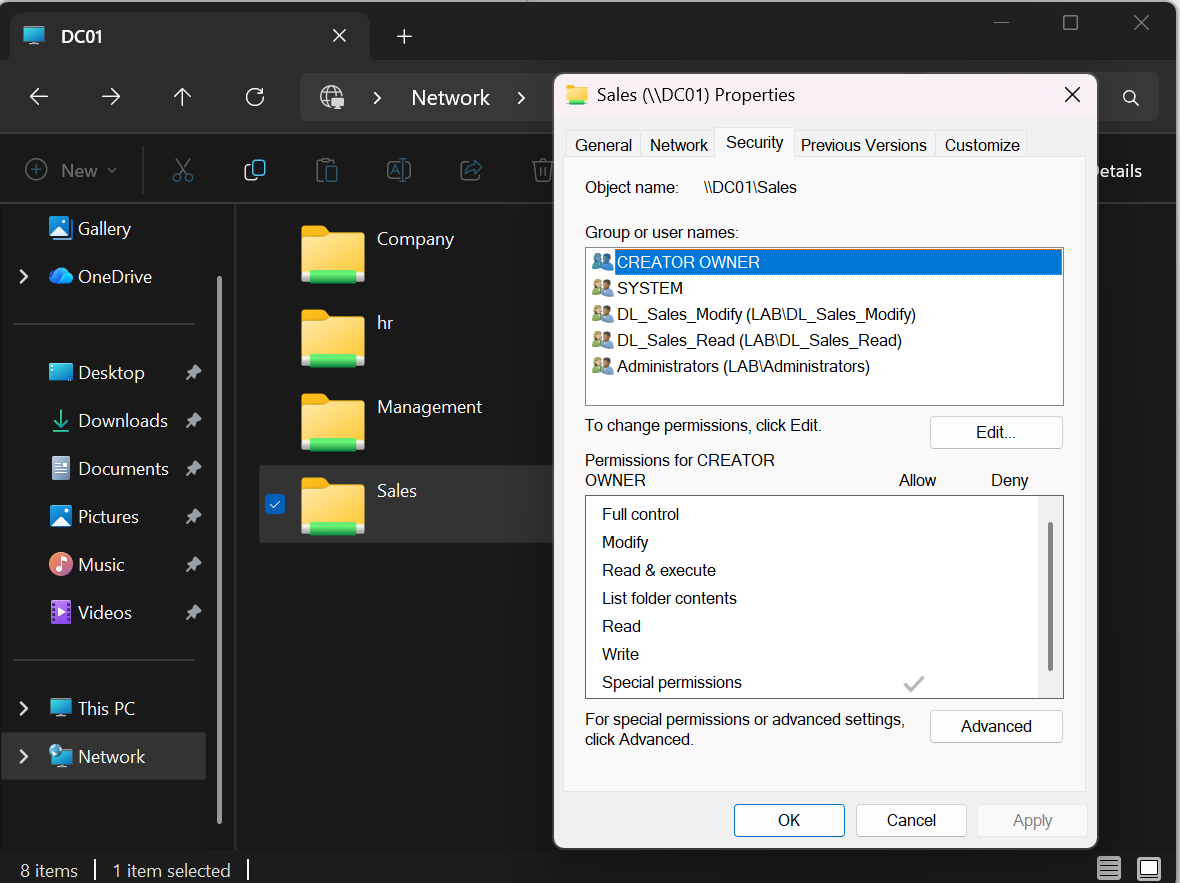 DC01
Network
New
etails
Gallery
OneDrive
Desktop
Downloads
Documents
Pictures
Music
Videos
This PC
Network
Company
hr
Management
Sales
8 items
1 item selected
Sales (\\DC01) Properties
General Network Security Previous Versions Customize
Object name: \\DC01\Sales
Group or user names:
CREATOR OWNER
SYSTEM
DL_Sales_Modify (LAB\DL_Sales_Modify)
DL_Sales_Read (LAB\DL_Sales_Read)
Administrators (LAB\Administrators)
To change permissions, click Edit.
Edit...
Permissions for CREATOR
OWNER Allow Deny
Full control
Modify
Read & execute
List folder contents
Read
Write
Special permissions
For special permissions or advanced settings,
click Advanced.
Advanced
OK Cancel Apply